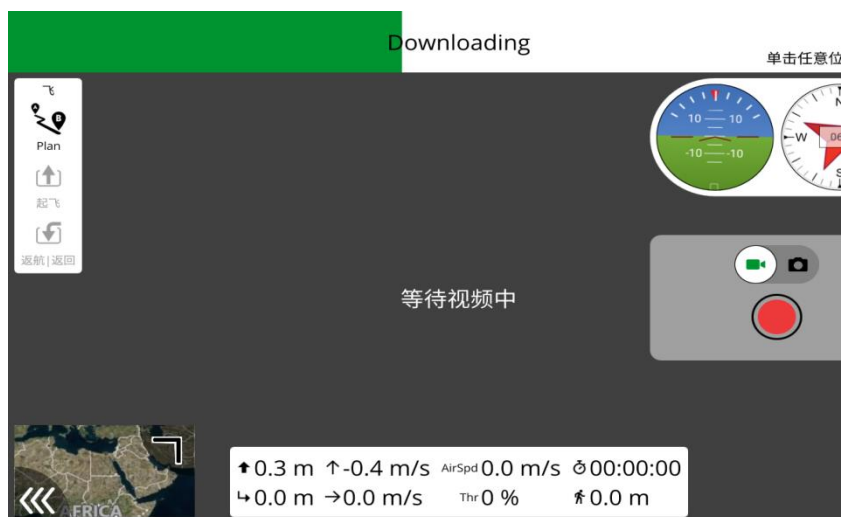 Downloading
单击任意位
飞
Plan
起飞
返航|返回
10 10
-10 -10
N
W
06
S
等待视频中
0.3 m -0.4 m/s AirSpd 0.0 m/s 00:00:00
0.0 m 0.0 m/s Thr 0 % 0.0 m
AFRICA